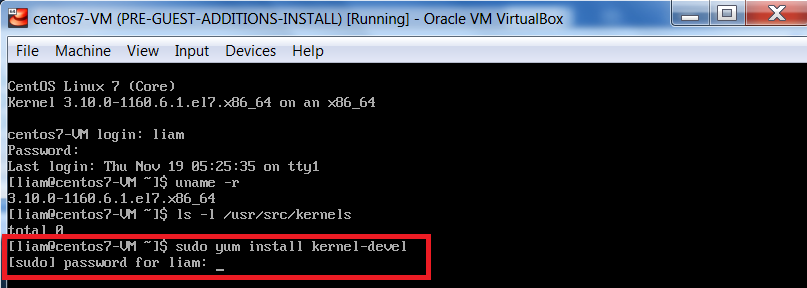 centos7-VM (PRE-GUEST-ADDITIONS-INSTALL) [Running] - Oracle VM VirtualBox
File Machine View Input Devices Help
CentOS Linux 7 (Core)
Kernel 3.10.0-1160.6.1.el7.x86_64 on an x86_64
centos7-VM login: liam
Password:
Last login: Thu Nov 19 05:25:35 on tty1
[liam@centos7-VM ~]$ uname -r
3.10.0-1160.6.1.el7.x86_64
[liam@centos7-VM ~]$ ls -l /usr/src/kernels
total 0
[liam@centos7-VM ~]$ sudo yum install kernel-devel
[sudo] password for liam: _